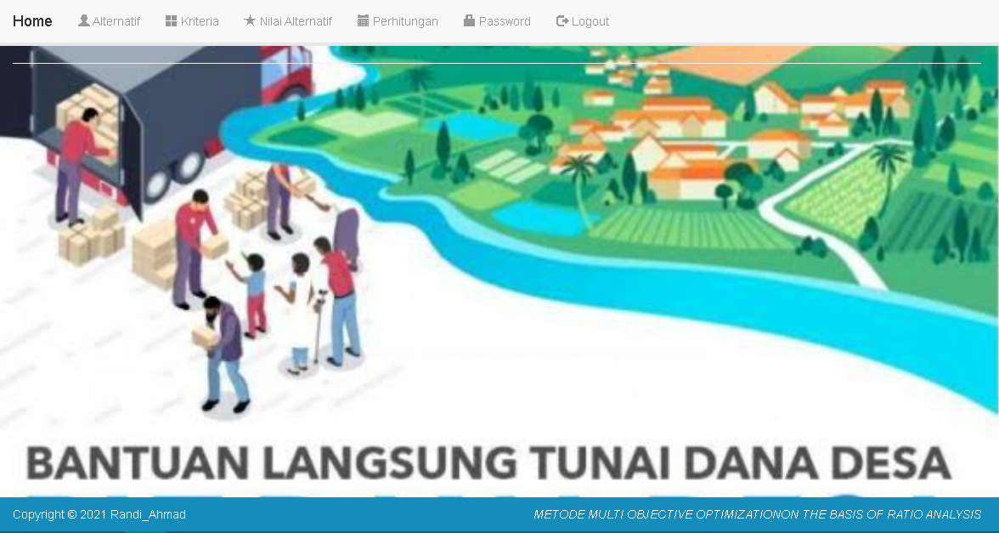 Home Alternatif Kriteria Nilai Alternatif Perhitungan Password Logout
BANTUAN LANGSUNG TUNAI DANA DESA
Copyright © 2021 Randi_Ahmad METODE MULTI OBJECTIVE OPTIMIZATIONON THE BASIS OF RATIO ANALYSIS